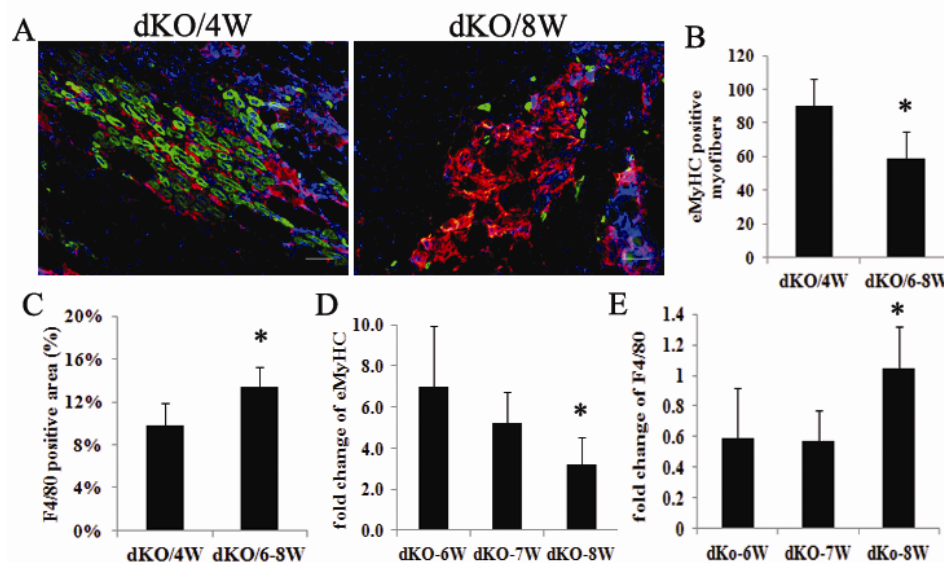 A
dKO/4W
dKO/8W
B
eMyHC positive
myofibers
120
100
80
60
40
20
0
*
dKO/4W
dKO/6-8W
C
F4/80 positive area (%)
20%
16%
12%
8%
4%
0%
*
dKO/4W
dKO/6-8W
D
fold change of eMyHC
10.0
8.0
6.0
4.0
2.0
0.0
*
dKO-6W
dKO-7W
dKO-8W
E
fold change of F4/80
1.4
1.2
1
0.8
0.6
0.4
0.2
0
*
dKo-6W
dKO-7W
dKo-8W